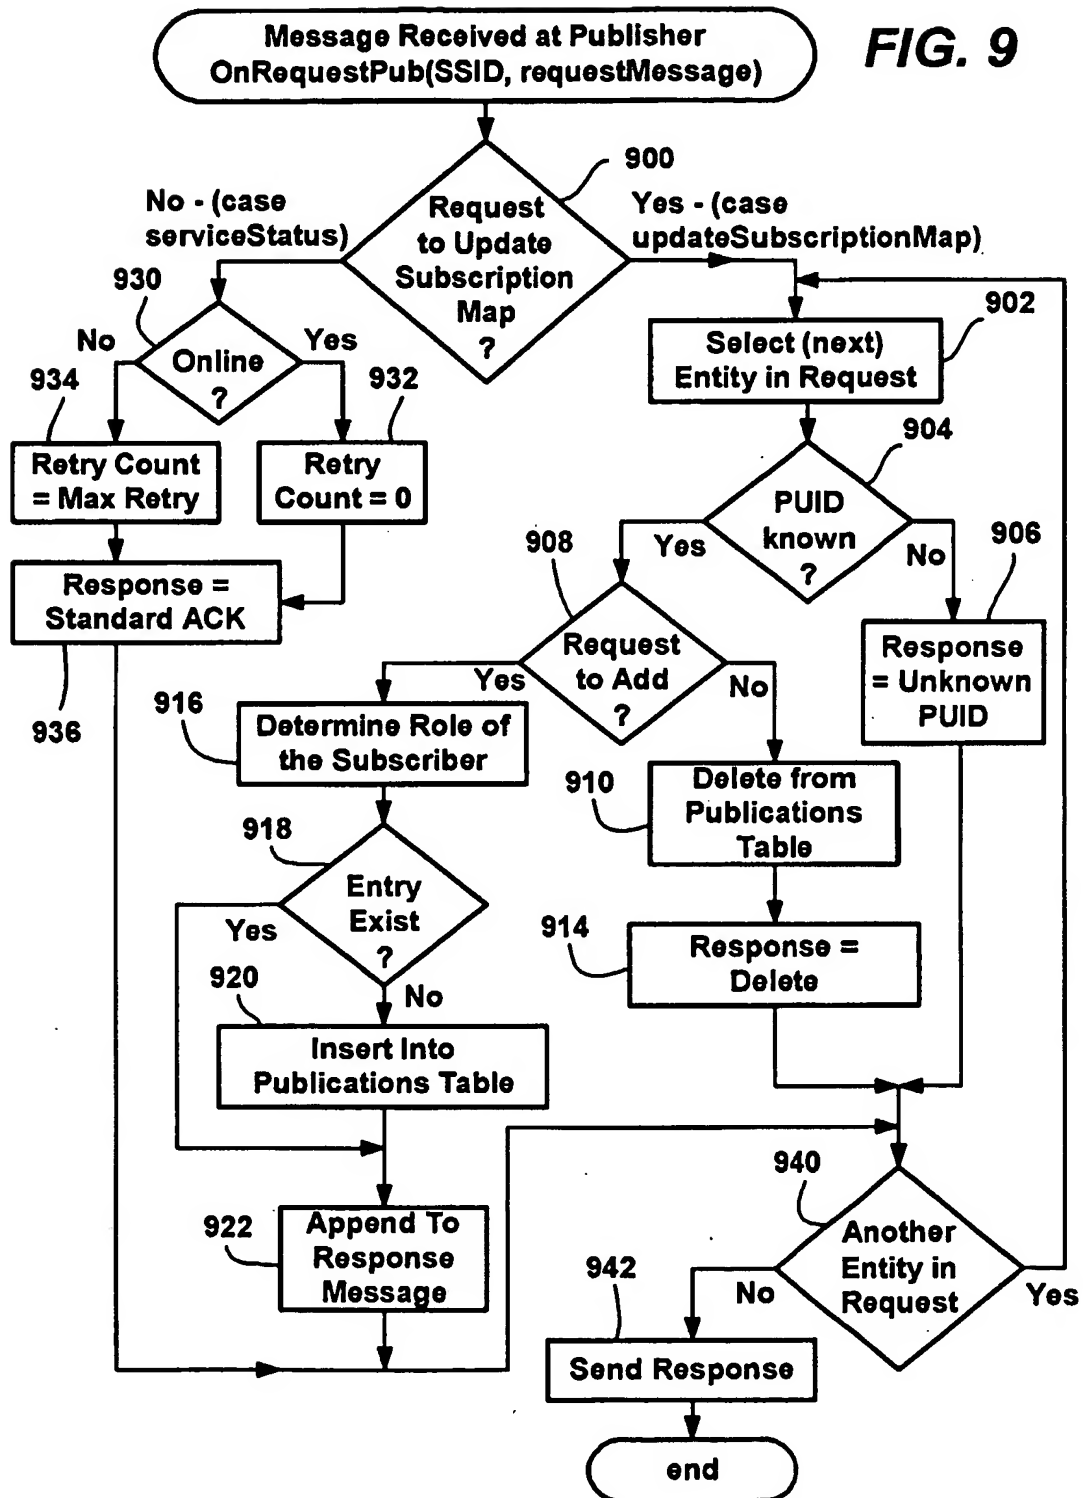 Message Received at Publisher
OnRequestPub(SSID, requestMessage)
FIG. 9
900
No - (case
serviceStatus)
Request
to Update
Subscription
Map
?
Yes - (case
updateSubscriptionMap)
930
Online
?
No
Yes
934
932
Retry Count
= Max Retry
Retry
Count = 0
Response =
Standard ACK
936
902
Select (next)
Entity in Request
904
PUID
known
?
Yes
No
906
Response
= Unknown
PUID
908
Request
to Add
?
Yes
No
916
Determine Role of
the Subscriber
910
Delete from
Publications
Table
918
Entry
Exist
?
Yes
No
914
Response =
Delete
920
Insert Into
Publications Table
922
Append To
Response
Message
940
Another
Entity in
Request
No
Yes
942
Send Response
end